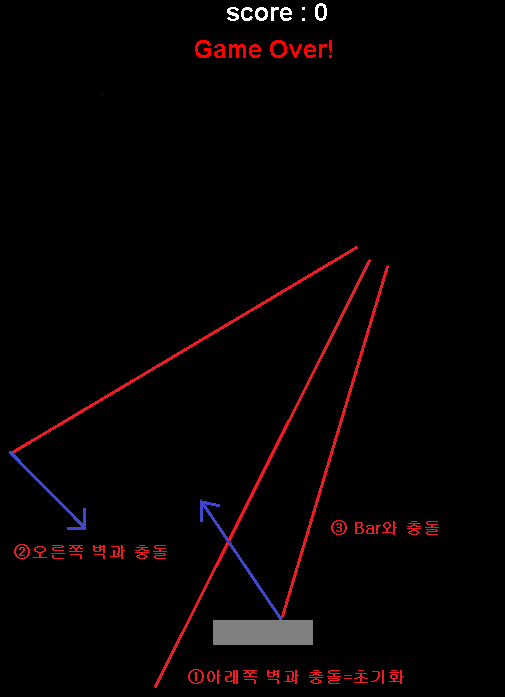 score : 0
Game Over!
③ Bar와 충돌
②오른쪽 벽과 충돌
①아래쪽 벽과 충돌=초기화